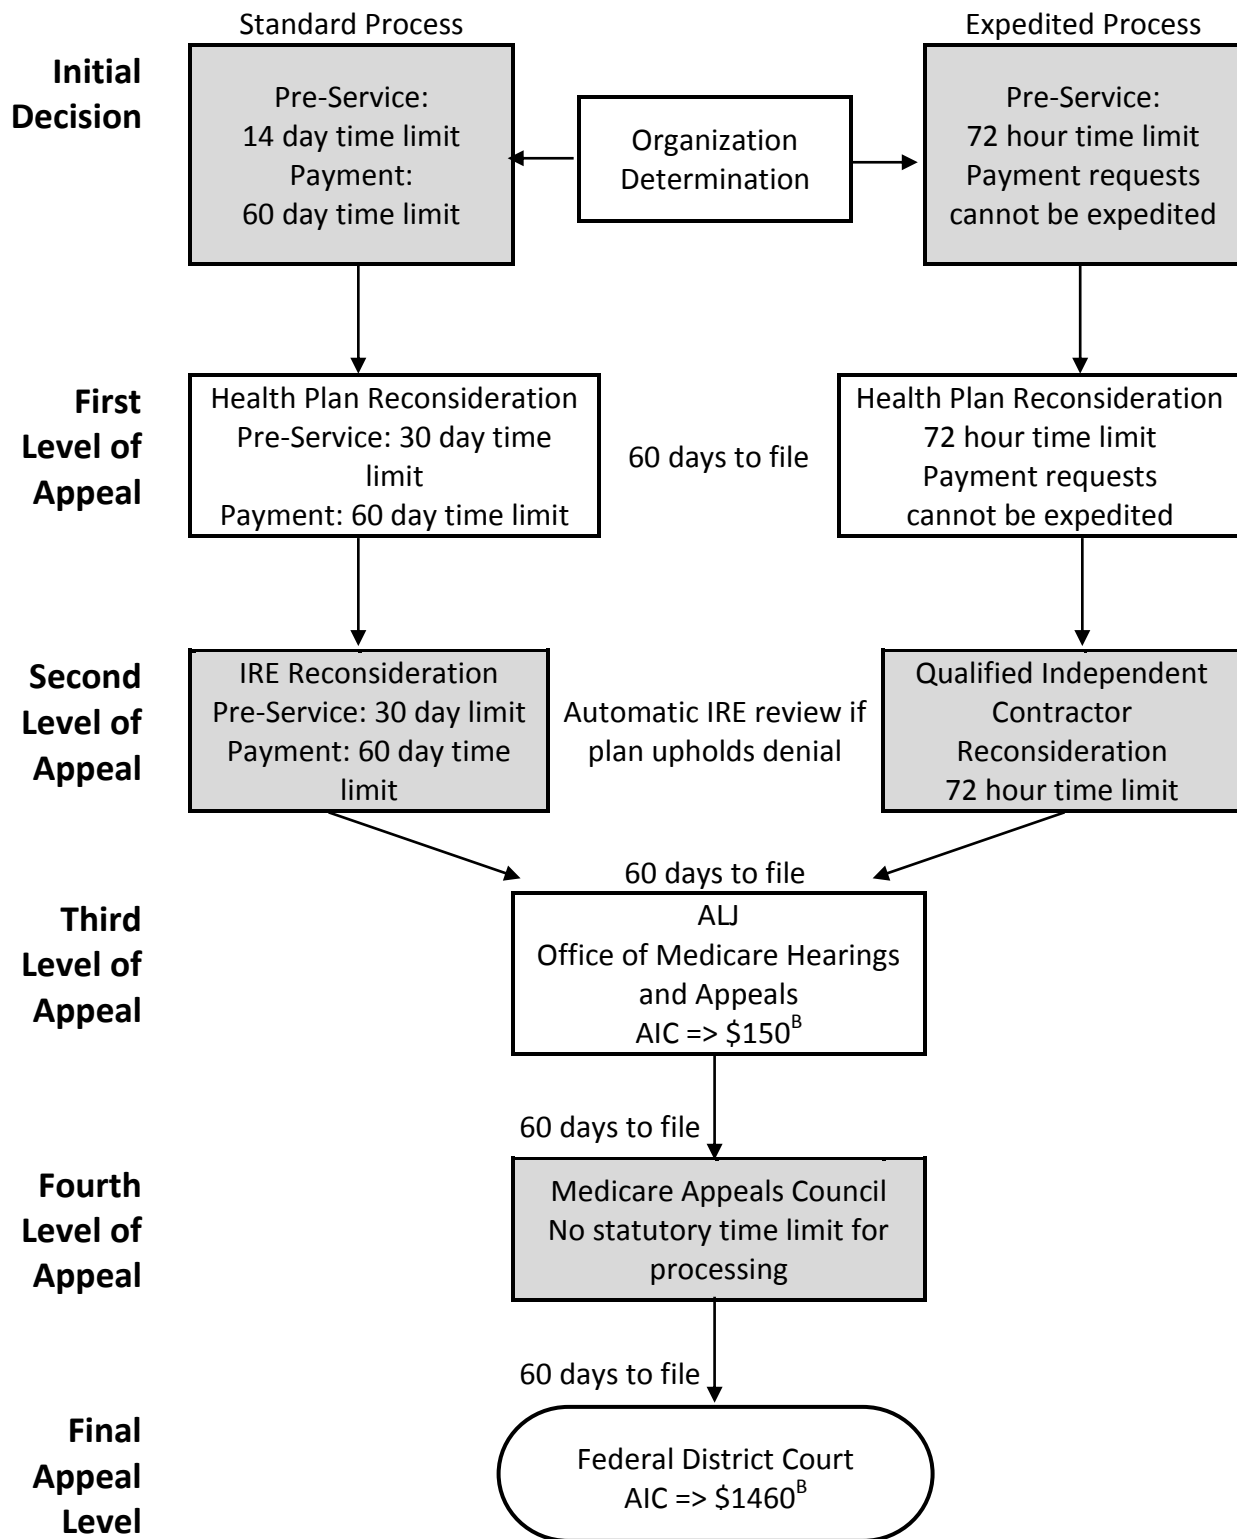 Standard Process
Expedited Process
Initial
Decision
Pre-Service:
14 day time limit
Payment:
60 day time limit
Organization
Determination
Pre-Service:
72 hour time limit
Payment requests
cannot be expedited
First
Level of
Appeal
Health Plan Reconsideration
Pre-Service: 30 day time
limit
Payment: 60 day time limit
60 days to file
Health Plan Reconsideration
72 hour time limit
Payment requests
cannot be expedited
Second
Level of
Appeal
IRE Reconsideration
Pre-Service: 30 day limit
Payment: 60 day time
limit
Automatic IRE review if
plan upholds denial
Qualified Independent
Contractor
Reconsideration
72 hour time limit
60 days to file
Third
Level of
Appeal
ALJ
Office of Medicare Hearings
and Appeals
AIC => $150B
60 days to file
Fourth
Level of
Appeal
Medicare Appeals Council
No statutory time limit for
processing
60 days to file
Final
Appeal
Level
Federal District Court
AIC => $1460B